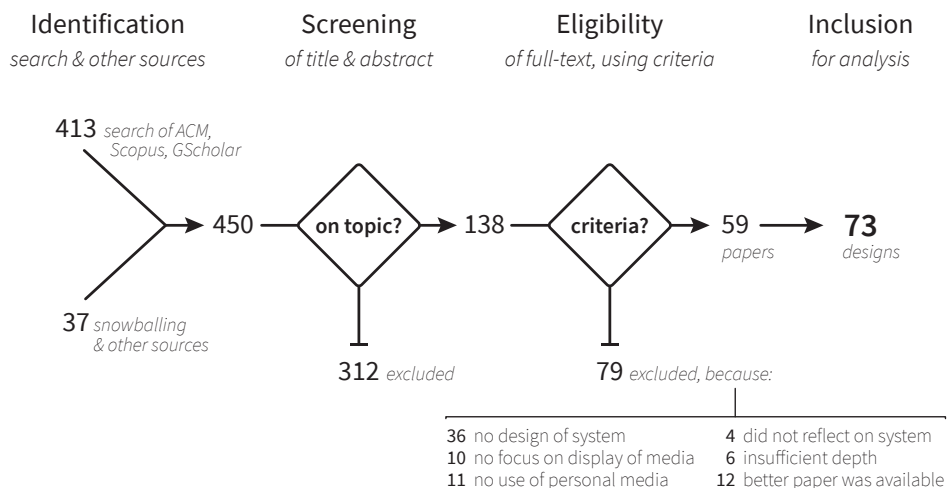 Identification
search & other sources
Screening
of title & abstract
Eligibility
of full-text, using criteria
Inclusion
for analysis
413 search of ACM,
Scopus, GScholar
37 snowballing
& other sources
450
on topic?
312 excluded
138
criteria?
79 excluded, because:
36 no design of system
10 no focus on display of media
11 no use of personal media
4 did not reflect on system
6 insufficient depth
12 better paper was available
59
papers
73
designs